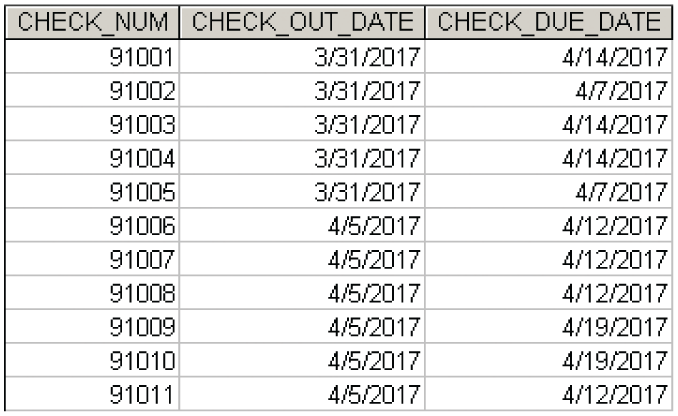 CHECK_NUM CHECK_OUT_DATE CHECK_DUE_DATE
91001 3/31/2017 4/14/2017
91002 3/31/2017 4/7/2017
91003 3/31/2017 4/14/2017
91004 3/31/2017 4/14/2017
91005 3/31/2017 4/7/2017
91006 4/5/2017 4/12/2017
91007 4/5/2017 4/12/2017
91008 4/5/2017 4/12/2017
91009 4/5/2017 4/19/2017
91010 4/5/2017 4/19/2017
91011 4/5/2017 4/12/2017